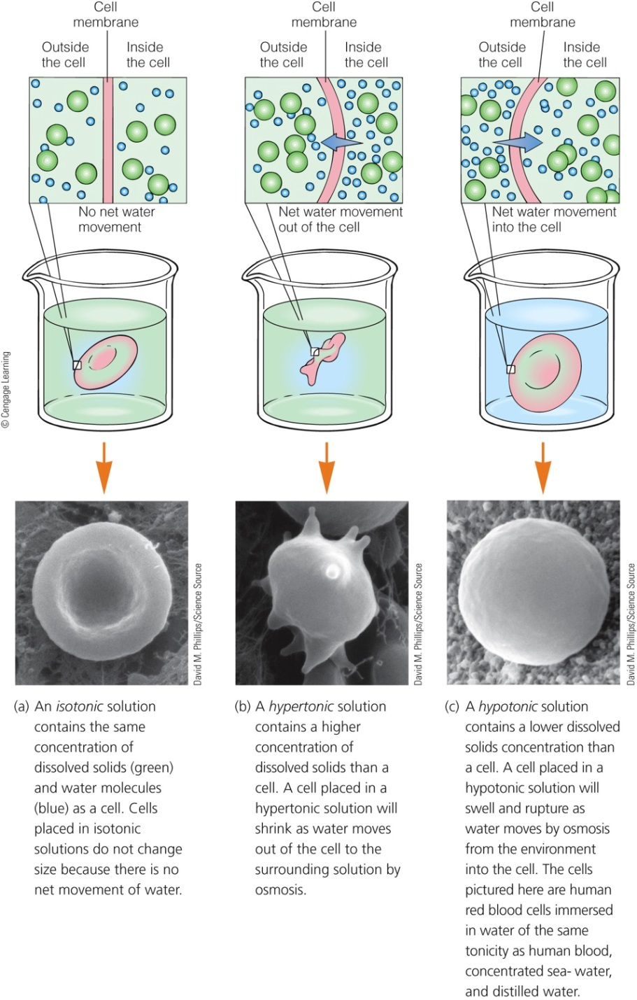 Cell
membrane
Outside
the cell
Inside
the cell
No net water
movement
Cell
membrane
Outside
the cell
Inside
the cell
Net water movement
out of the cell
Cell
membrane
Outside
the cell
Inside
the cell
Net water movement
into the cell
© Cengage Learning
David M. Phillips/Science Source
David M. Phillips/Science Source
David M. Phillips/Science Source
(a) An isotonic solution
contains the same
concentration of
dissolved solids (green)
and water molecules
(blue) as a cell. Cells
placed in isotonic
solutions do not change
size because there is no
net movement of water.
(b) A hypertonic solution
contains a higher
concentration of
dissolved solids than a
cell. A cell placed in a
hypertonic solution will
shrink as water moves
out of the cell to the
surrounding solution by
osmosis.
(c) A hypotonic solution
contains a lower dissolved
solids concentration than
a cell. A cell placed in a
hypotonic solution will
swell and rupture as
water moves by osmosis
from the environment
into the cell. The cells
pictured here are human
red blood cells immersed
in water of the same
tonicity as human blood,
concentrated sea- water,
and distilled water.